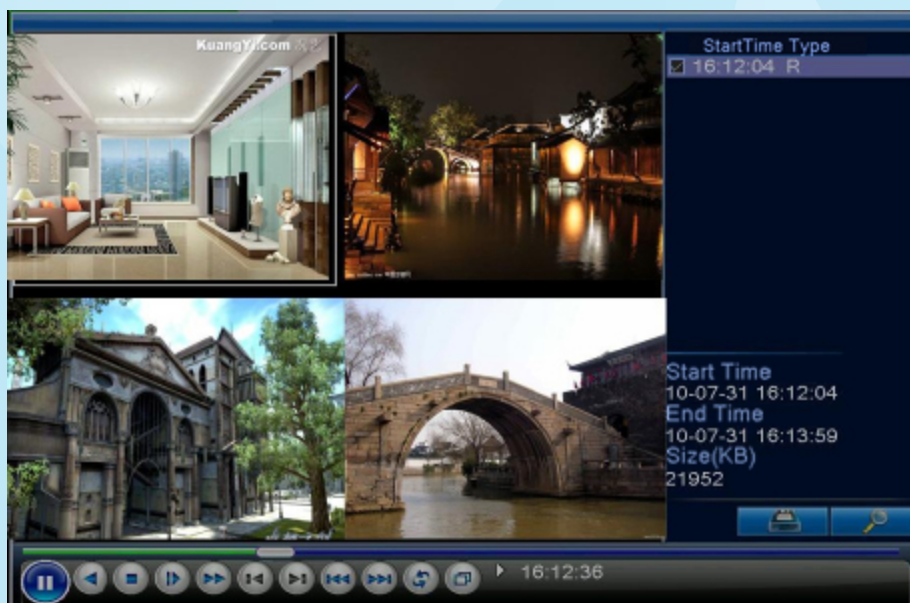 KuangYi.com
StartTime Type
16:12:04 R
Start Time
10-07-31 16:12:04
End Time
10-07-31 16:13:59
Size(KB)
21952
16:12:36